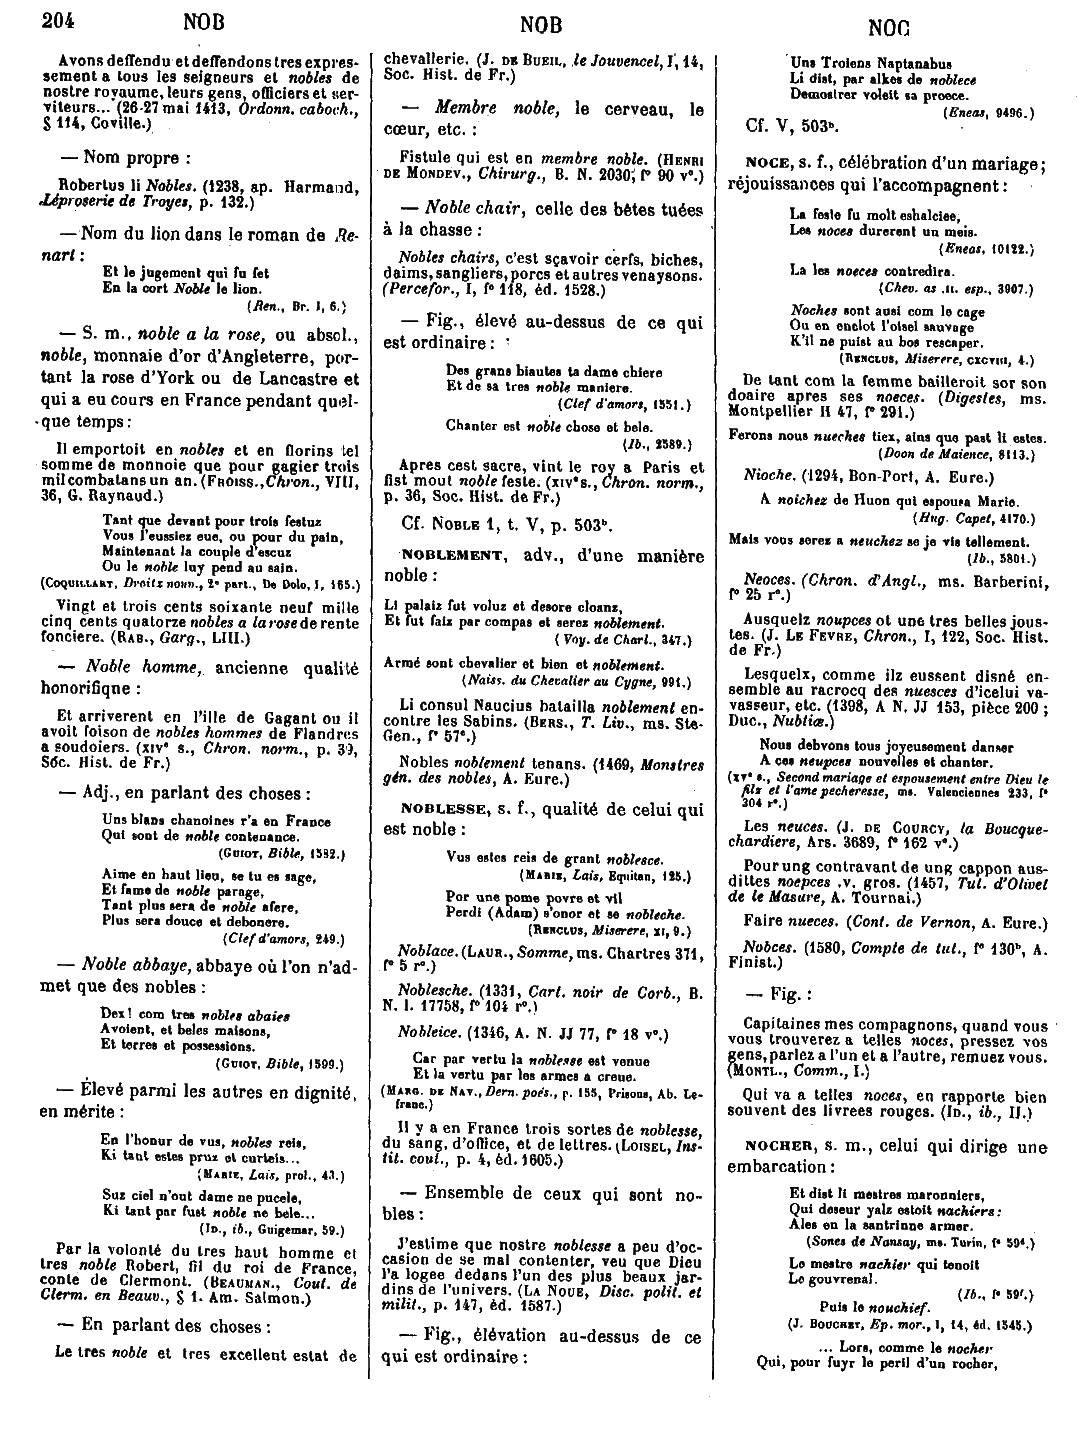 204 NOB NOB NOC
Avons deffendu et deffendons tres expres-
sement a tous les seigneurs et nobles de
nostre royaume, leurs gens, officiers et ser-
viteurs... (26-27 mai 1413, Ordonn. caboch.,
§ 114, Coville.)
— Nom propre :
Robertus li Nobles. (1238, ap. Harmand,
Léproserie de Troyes, p. 132.)
— Nom du lion dans le roman de Re-
nart :
Et le jugement qui fu fet
En la cort Noble le lion.
(Ren., Br. I, 6.)
— S. m., noble a la rose, ou absol.,
noble, monnaie d'or d'Angleterre, por-
tant la rose d'York ou de Lancastre et
qui a eu cours en France pendant quel-
que temps :
Il emportoit en nobles et en florins tel
somme de monnoie que pour gagier trois
mil combatans un an. (FROISS., Chron., VIII,
36, G. Raynaud.)
Tant que devant pour trois festuz
Vous l'eussiez eue, ou pour du pain,
Maintenant la couple d'escuz
Ou le noble luy pend au sain.
(COQUILLART, Droitz nouv., 2e part., De Dolo, I, 165.)
Vingt et trois cents soixante neuf mille
cinq cents quatorze nobles a la rose de rente
fonciere. (RAB., Garg., LIII.)
— Noble homme, ancienne qualité
honorifique :
Et arriverent en l'ille de Gagant ou il
avoit foison de nobles hommes de Flandres
a soudoiers. (XIVe s., Chron. norm., p. 39,
Soc. Hist. de Fr.)
— Adj., en parlant des choses :
Uns blans chanoines r'a en France
Qui sont de noble contenance.
(GUIOT, Bible, 1582.)
Aime en haut lieu, se tu es sage,
Et fame de noble parage,
Tant plus sera de noble afere,
Plus sera douce et debonere.
(Clef d'amors, 249.)
— Noble abbaye, abbaye où l'on n'ad-
met que des nobles :
Dex ! com tres nobles abaies
Avoient, et beles maisons,
Et terres et possessions.
(GUIOT, Bible, 1599.)
— Élevé parmi les autres en dignité,
en mérite :
En l'honur de vus, nobles reis,
Ki tant estes pruz et curteis...
(MARIE, Lais, prol., 43.)
Suz ciel n'out dame ne pucele,
Ki tant par fust noble ne bele...
(ID., ib., Guigemar, 59.)
Par la volonté du tres haut homme et
tres noble Robert, fil du roi de France,
conte de Clermont. (BEAUMAN., Cout. de
Clerm. en Beauv., § 1. Am. Salmon.)
— En parlant des choses :
Le tres noble et tres excellent estat de
chevallerie. (J. DE BUEIL, le Jouvencel, I, 14,
Soc. Hist. de Fr.)
— Membre noble, le cerveau, le
cœur, etc. :
Fistule qui est en membre noble. (HENRI
DE MONDEV., Chirurg., B. N. 2030, f° 90 v°.)
— Noble chair, celle des bêtes tuées
à la chasse :
Nobles chairs, c'est sçavoir cerfs, biches,
daims, sangliers, porcs et autres venaysons.
(Percefor., I, f° 118, éd. 1528.)
— Fig., élevé au-dessus de ce qui
est ordinaire :
Des grans biautes ta dame chiere
Et de sa tres noble maniere.
(Clef d'amors, 1551.)
Chanter est noble chose et bele.
(Ib., 2589.)
Apres cest sacre, vint le roy a Paris et
fist mout noble feste. (XIVe s., Chron. norm.,
p. 36, Soc. Hist. de Fr.)
Cf. NOBLE 1, t. V, p. 503b.
NOBLEMENT, adv., d'une manière
noble :
Li palaiz fut voluz et desore cloanz,
Et fut faiz par compas et serez noblement.
(Voy. de Charl., 347.)
Armé sont chevalier et bien et noblement.
(Naiss. du Chevalier au Cygne, 991.)
Li consul Naucius batailla noblement en-
contre les Sabins. (BERS., T. Liv., ms. Ste-
Gen., f° 57c.)
Nobles noblement tenans. (1469, Monstres
gén. des nobles, A. Eure.)
NOBLESSE, s. f., qualité de celui qui
est noble :
Vus estes reis de grant noblesce.
(MARIE, Lais, Equitan, 125.)
Por une pome povre et vil
Perdi (Adam) s'onor et se nobleche.
(RENCLUS, Miserere, XI, 9.)
Noblace. (LAUR., Somme, ms. Chartres 371,
f° 5 r°.)
Noblesche. (1331, Cart. noir de Corb., B.
N. l. 17758, f° 104 r°.)
Nobleice. (1346, A. N. JJ 77, f° 18 v°.)
Car par vertu la noblesse est venue
Et la vertu par les armes a creue.
(MARG. DE NAV., Dern. poés., p. 155, Prisons, Ab. Le-
franc.)
Il y a en France trois sortes de noblesse,
du sang, d'office, et de lettres. (LOISEL, Ins-
tit. cout., p. 4, éd. 1605.)
— Ensemble de ceux qui sont no-
bles :
J'estime que nostre noblesse a peu d'oc-
casion de se mal contenter, veu que Dieu
l'a logee dedans l'un des plus beaux jar-
dins de l'univers. (LA NOUE, Disc. polit. et
milit., p. 147, éd. 1587.)
— Fig., élévation au-dessus de ce
qui est ordinaire :
Uns Troiens Naptanabus
Li dist, par alkes de noblece
Demostrer voleit sa proece.
(Eneas, 9496.)
Cf. V, 503b.
NOCE, s. f., célébration d'un mariage ;
réjouissances qui l'accompagnent :
La feste fu molt eshalciee,
Les noces durerent un meis.
(Eneas, 10122.)
La les noeces contredira.
(Chev. as .II. esp., 3907.)
Noches sont ausi com le cage
Ou en enclot l'oisel sauvage
K'il ne puist au bos rescaper.
(RENCLUS, Miserere, CXCVIII, 4.)
De tant com la femme bailleroit sor son
doaire apres ses noeces. (Digestes, ms.
Montpellier H 47, f° 291.)
Ferons nous nueches tiex, ains que past li estes.
(Doon de Maience, 8113.)
Nioche. (1294, Bon-Port, A. Eure.)
A noichez de Huon qui espousa Marie.
(Hug. Capet, 4170.)
Mais vous serez a neuchez se je vis tellement.
(Ib., 5801.)
Neoces. (Chron. d'Angl., ms. Barberini,
f° 25 r°.)
Ausquelz noupces ot une tres belles jous-
tes. (J. LE FEVRE, Chron., I, 122, Soc. Hist.
de Fr.)
Lesquelx, comme ilz eussent disné en-
semble au racrocq des nuesces d'icelui va-
vasseur, etc. (1398, A N. JJ 153, pièce 200 ;
Duc., Nubtiæ.)
Nous debvons tous joyeusement danser
A ces neupces nouvelles et chanter.
(XVe s., Second mariage et espousement entre Dieu le
filz et l'ame pecheresse, ms. Valenciennes 233, f°
304 r°.)
Les neuces. (J. DE COURCY, la Boucque-
chardiere, Ars. 3689, f° 162 v°.)
Pour ung contravant de ung cappon aus-
dittes noepces .v. gros. (1457, Tut. d'Olivet
de le Masure, A. Tournai.)
Faire nueces. (Cont. de Vernon, A. Eure.)
Nobces. (1580, Compte de tut., f° 130b, A.
Finist.)
— Fig. :
Capitaines mes compagnons, quand vous
vous trouverez a telles noces, pressez vos
gens, parlez a l'un et a l'autre, remuez vous.
(MONTL., Comm., I.)
Qui va a telles noces, en rapporte bien
souvent des livrees rouges. (ID., ib., II.)
NOCHER, s. m., celui qui dirige une
embarcation :
Et dist li mestres maronniers,
Qui deseur yalz estoit nachiers :
Ales en la santrinne armer.
(Sones de Nansay, ms. Turin, f° 59d.)
Le mestre nachier qui tenoit
Le gouvrenal.
(Ib., f° 59f.)
Puis le nouchief.
(J. BOUCHET, Ep. mor., I, 14, éd. 1545.)
... Lors, comme le nocher
Qui, pour fuyr le peril d'un rocher,